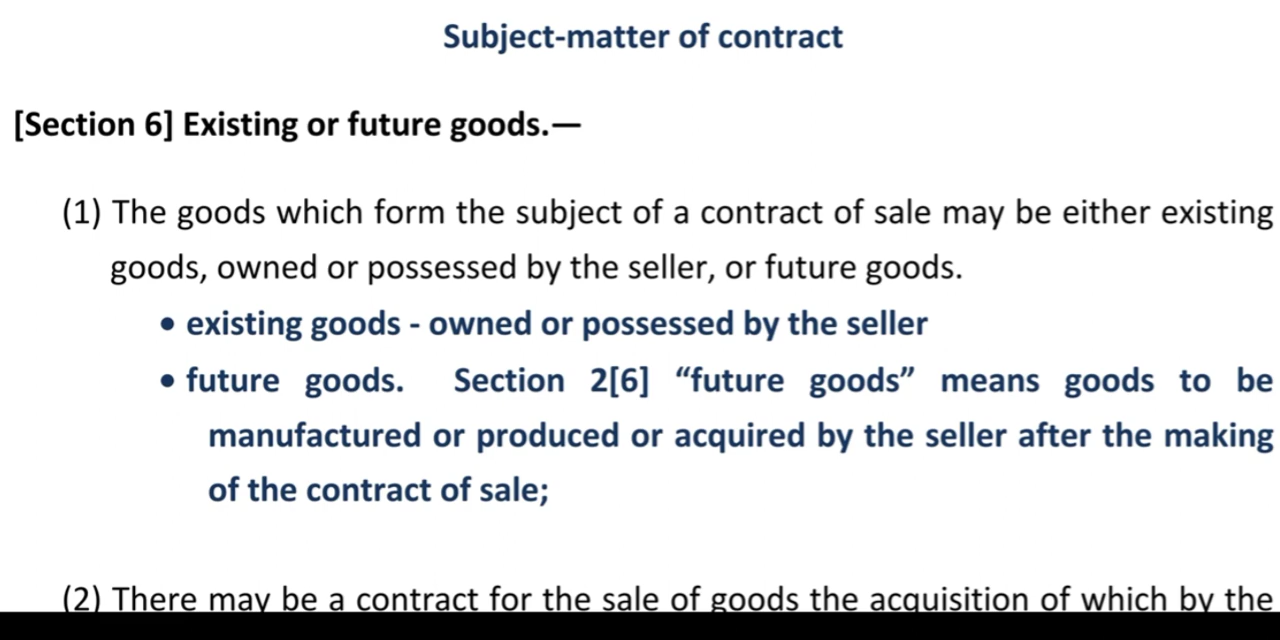 Subject-matter of contract
[Section 6] Existing or future goods.—
(1) The goods which form the subject of a contract of sale may be either existing
goods, owned or possessed by the seller, or future goods.
• existing goods - owned or possessed by the seller
• future goods. Section 2[6] “future goods” means goods to be
manufactured or produced or acquired by the seller after the making
of the contract of sale;
(2) There may be a contract for the sale of goods the acquisition of which by the